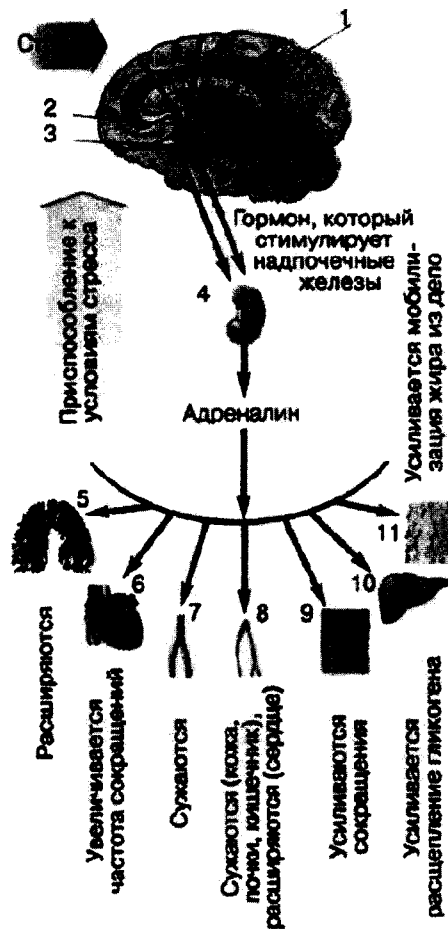 С
1
2
3
Гормон, который
стимулирует
надпочечные
железы
4
Приспособление к
условиям стресса
Усиливается мобили-
зация жира из депо
Адреналин
5
6
7
8
9
10
11
Расширяются
Увеличивается
частота сокращений
Сужаются
Сужаются (кожа,
почки, кишечник),
расширяются (сердце)
Усиливаются
сокращения
Усиливается
расщепление гликогена